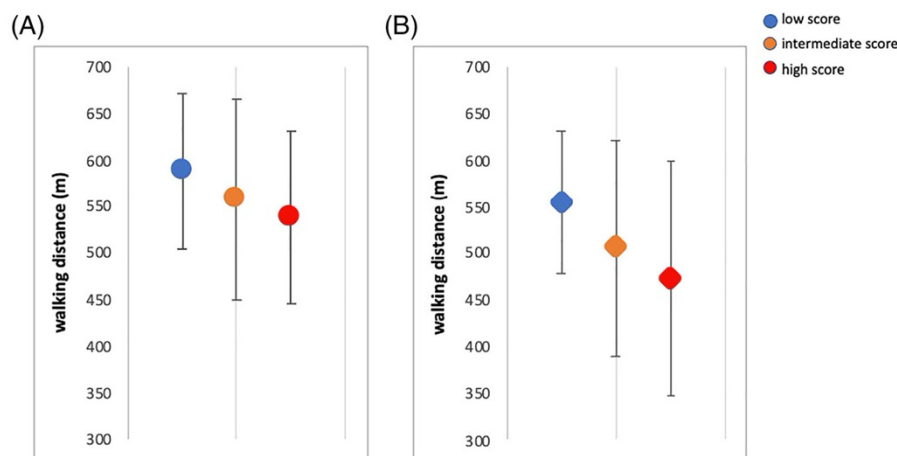 (A)
walking distance (m)
700
650
600
550
500
450
400
350
300
(B)
walking distance (m)
700
650
600
550
500
450
400
350
300
low score
intermediate score
high score